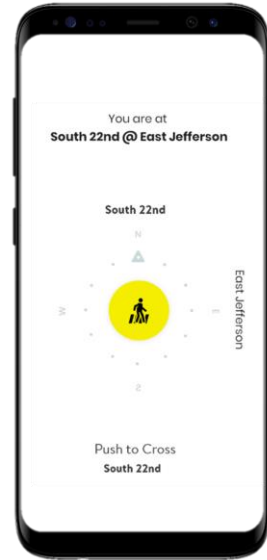 You are at
South 22nd @ East Jefferson
South 22nd
N
W
E
East Jefferson
S
Push to Cross
South 22nd